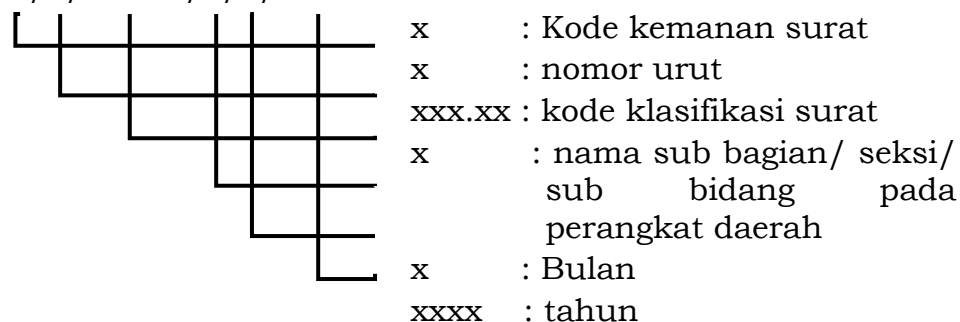 x : Kode kemanan surat
x : nomor urut
xxx.xx : kode klasifikasi surat
x : nama sub bagian/ seksi/
sub bidang pada
perangkat daerah
x : Bulan
xxxx : tahun